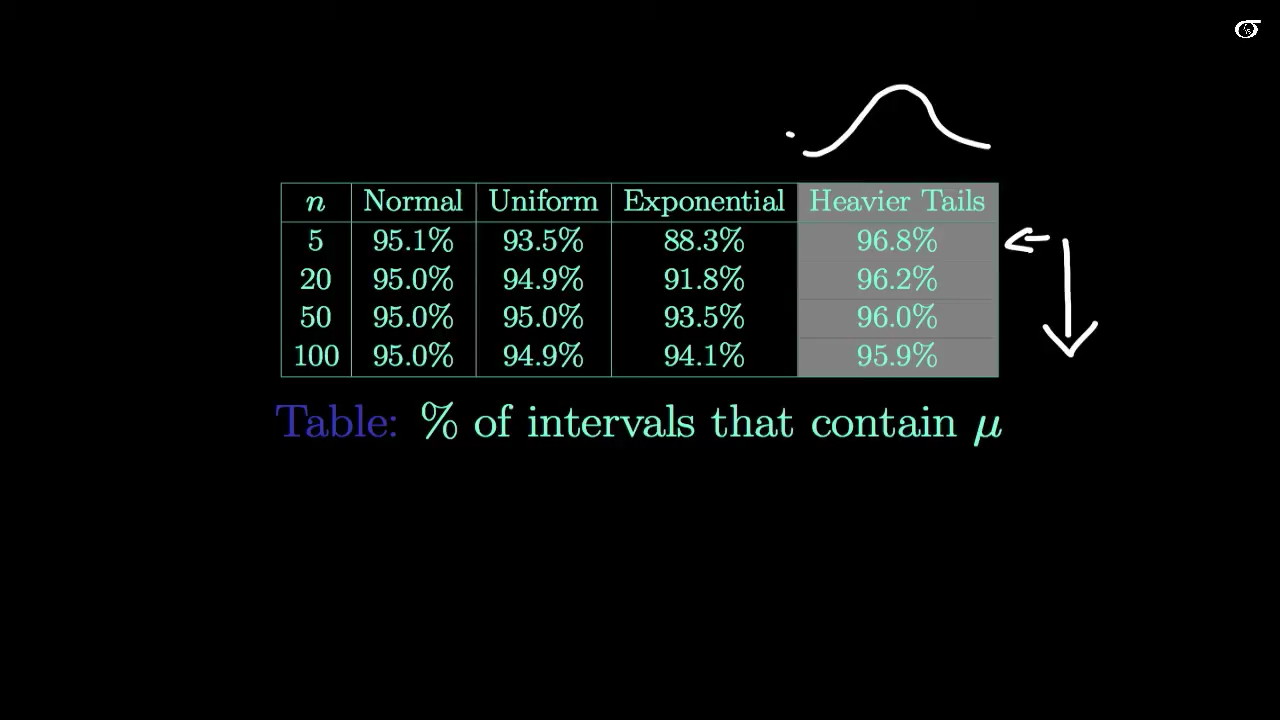 n Normal Uniform Exponential Heavier Tails
5 95.1% 93.5% 88.3% 96.8%
20 95.0% 94.9% 91.8% 96.2%
50 95.0% 95.0% 93.5% 96.0%
100 95.0% 94.9% 94.1% 95.9%
Table: % of intervals that contain μ